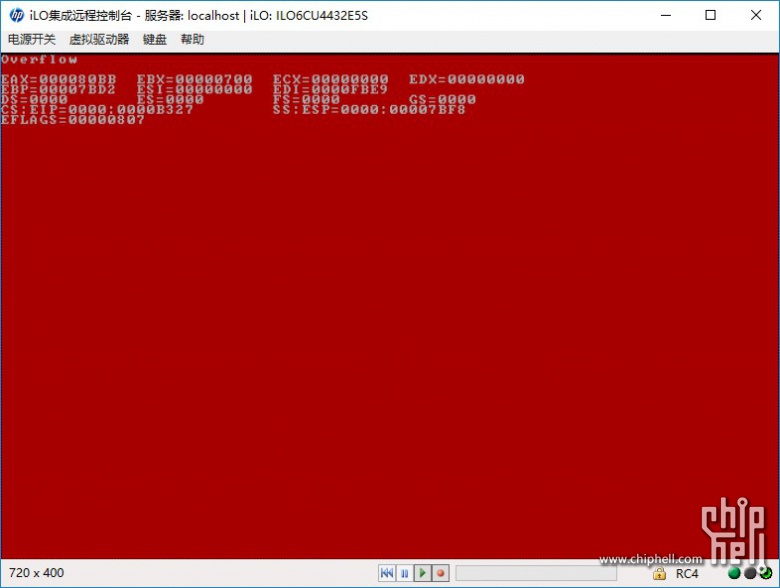 iLO集成远程控制台 - 服务器: localhost | iLO: ILO6CU4432E5S
电源开关 虚拟驱动器 键盘 帮助
Overflow
EAX=000080BB EBX=00000700 ECX=00000000 EDX=00000000
EBP=00007BD2 ESI=00000000 EDI=0000FBE9
DS=0000 ES=0000 FS=0000 GS=0000
CS:EIP=0000:0000B327 SS:ESP=0000:00007BF8
EFLAGS=00000807
chip hell
www.chiphell.com
720 x 400 RC4